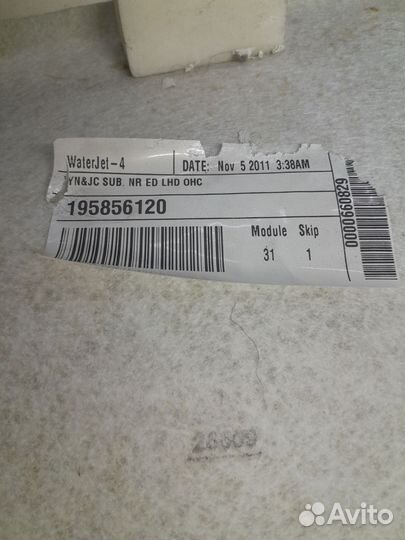 WaterJet-4
DATE: Nov 5 2011 3:38AM
YN&JC SUB. NR ED LHD OHC
195856120
Module Skip
31 1
0000660829
28609
Avito